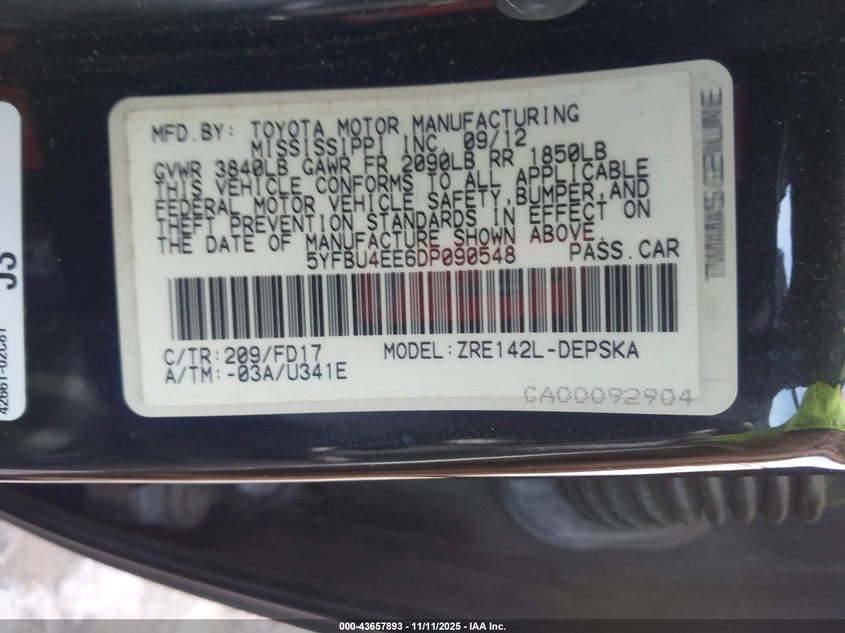 MFD.BY: TOYOTA MOTOR MANUFACTURING
MISSISSIPPI INC. 09/12
GVWR 3840LB GAWR FR 2090LB RR 1850LB
THIS VEHICLE CONFORMS TO ALL APPLICABLE
FEDERAL MOTOR VEHICLE SAFETY,BUMPER,AND
THEFT PREVENTION STANDARDS IN EFFECT ON
THE DATE OF MANUFACTURE SHOWN ABOVE.
5YFBU4EE6DP090548 PASS.CAR
C/TR:209/FD17 MODEL:ZRE142L-DEPSKA
A/TM:-03A/U341E
CA00092904
GENUINE
J3
42661-02C81
000-43657893 - 11/11/2025 - IAA Inc.